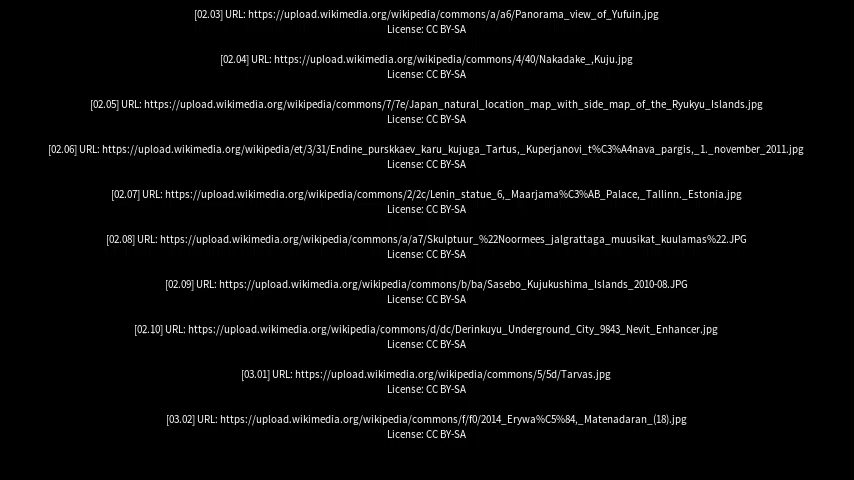 [02.03] URL: https://upload.wikimedia.org/wikipedia/commons/a/a6/Panorama_view_of_Yufuin.jpg
License: CC BY-SA
[02.04] URL: https://upload.wikimedia.org/wikipedia/commons/4/40/Nakadake_,Kuju.jpg
License: CC BY-SA
[02.05] URL: https://upload.wikimedia.org/wikipedia/commons/7/7e/Japan_natural_location_map_with_side_map_of_the_Ryukyu_Islands.jpg
License: CC BY-SA
[02.06] URL: https://upload.wikimedia.org/wikipedia/et/3/31/Endine_purskkaev_karu_kujuga_Tartus,_Kuperjanovi_t%C3%A4nava_pargis,_1._november_2011.jpg
License: CC BY-SA
[02.07] URL: https://upload.wikimedia.org/wikipedia/commons/2/2c/Lenin_statue_6,_Maarjama%C3%AB_Palace,_Tallinn._Estonia.jpg
License: CC BY-SA
[02.08] URL: https://upload.wikimedia.org/wikipedia/commons/a/a7/Skulptuur_%22Noormees_jalgrattaga_muusikat_kuulamas%22.JPG
License: CC BY-SA
[02.09] URL: https://upload.wikimedia.org/wikipedia/commons/b/ba/Sasebo_Kujukushima_Islands_2010-08.JPG
License: CC BY-SA
[02.10] URL: https://upload.wikimedia.org/wikipedia/commons/d/dc/Derinkuyu_Underground_City_9843_Nevit_Enhancer.jpg
License: CC BY-SA
[03.01] URL: https://upload.wikimedia.org/wikipedia/commons/5/5d/Tarvas.jpg
License: CC BY-SA
[03.02] URL: https://upload.wikimedia.org/wikipedia/commons/f/f0/2014_Erywa%C5%84,_Matenadaran_(18).jpg
License: CC BY-SA